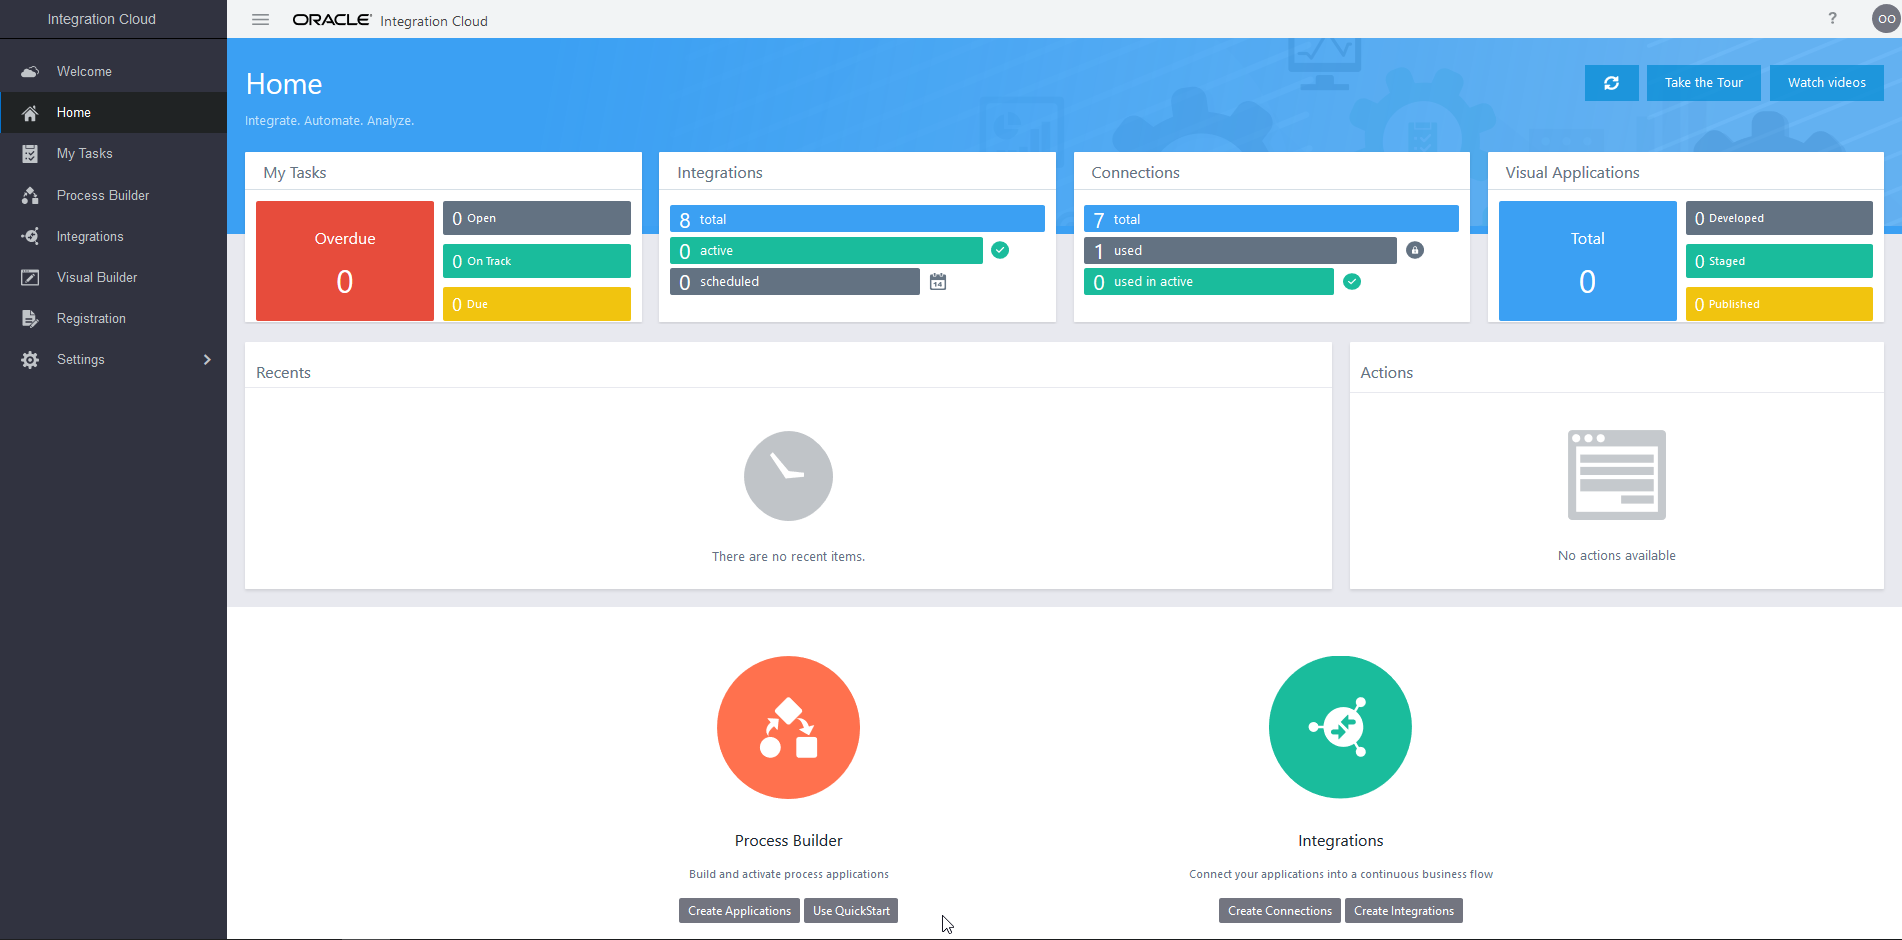 Integration Cloud
ORACLE® Integration Cloud
?
OO
Welcome
Home
My Tasks
Process Builder
Integrations
Visual Builder
Registration
Settings
Home
Integrate. Automate. Analyze.
Take the Tour
Watch videos
My Tasks
Overdue
0
0 Open
0 On Track
0 Due
Integrations
8 total
0 active
0 scheduled
14
Connections
7 total
1 used
0 used in active
Visual Applications
Total
0
0 Developed
0 Staged
0 Published
Recents
There are no recent items.
Actions
No actions available
Process Builder
Build and activate process applications
Create Applications
Use QuickStart
Integrations
Connect your applications into a continuous business flow
Create Connections
Create Integrations